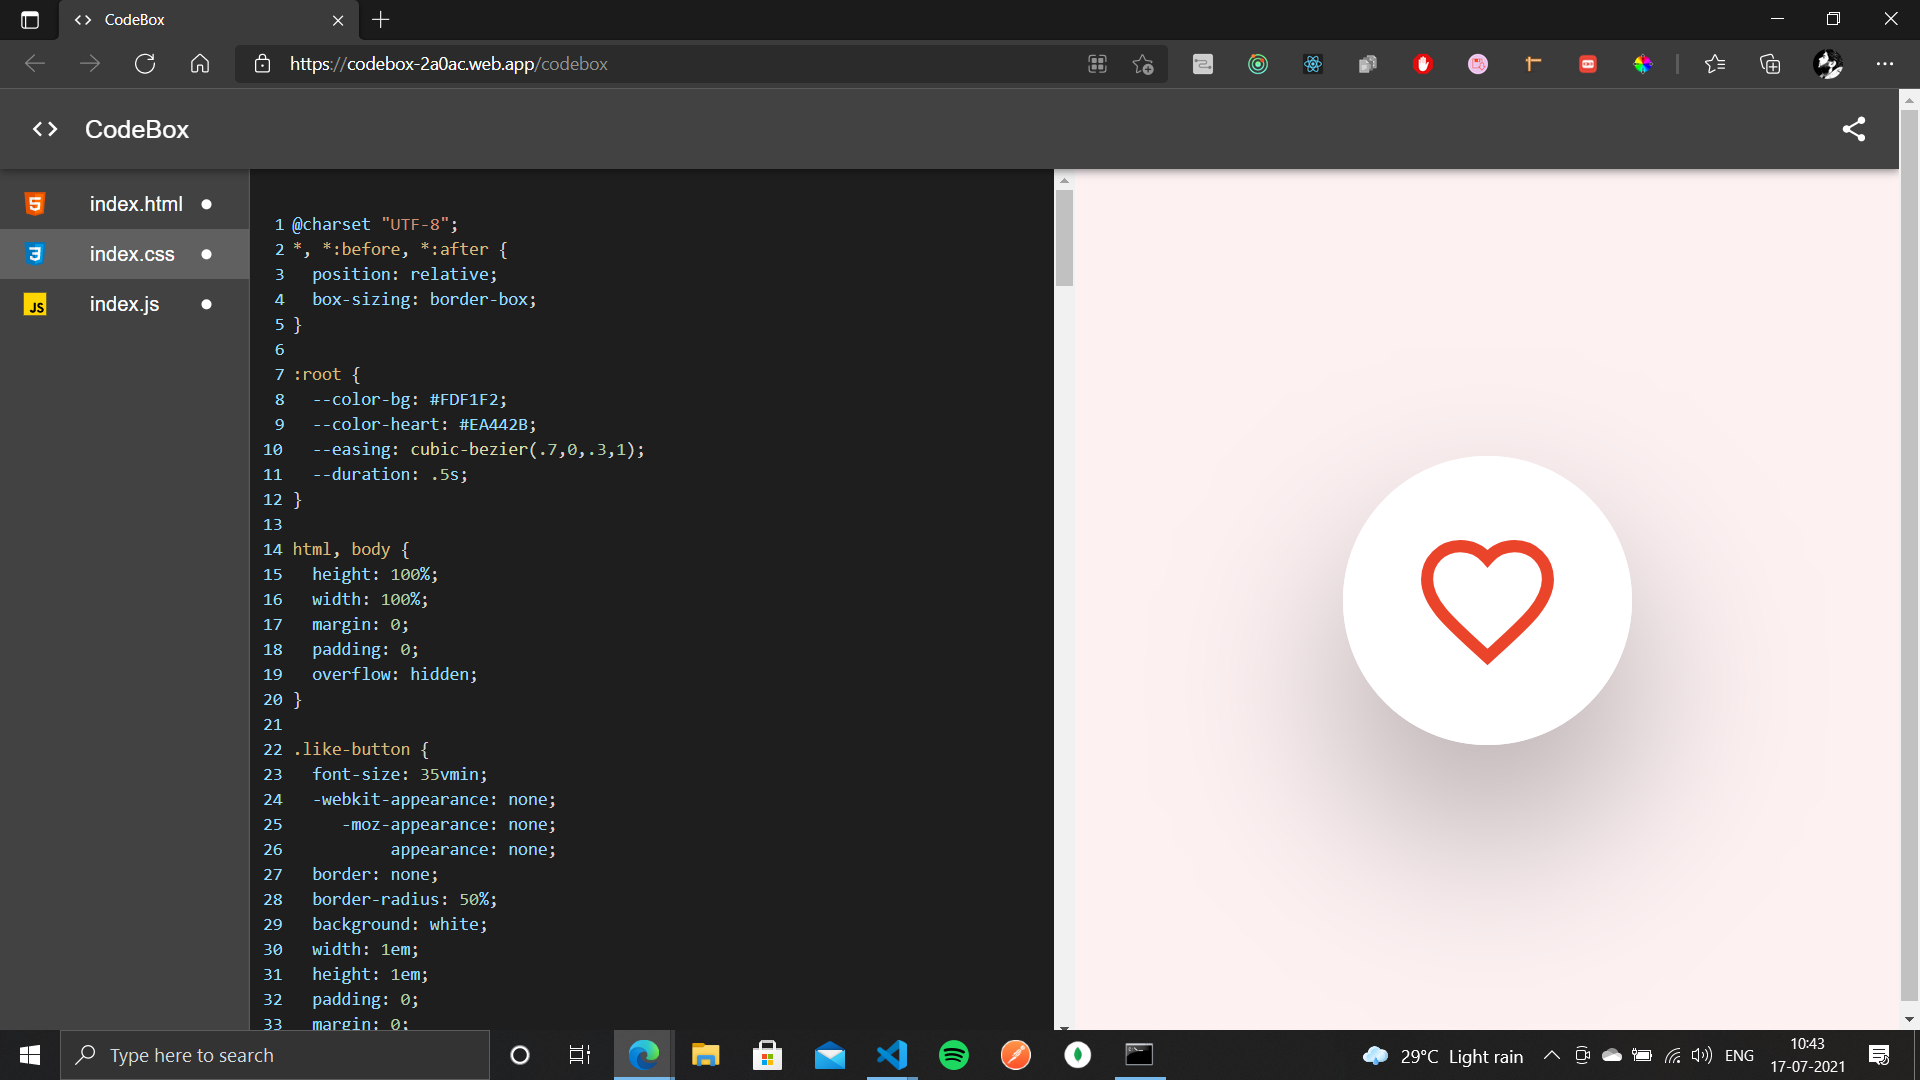 CodeBox
https://codebox-2a0ac.web.app/codebox
CodeBox
index.html
index.css
JS index.js
1 @charset "UTF-8";
2 *, *:before, *:after {
3 position: relative;
4 box-sizing: border-box;
5 }
6
7 :root {
8 --color-bg: #FDF1F2;
9 --color-heart: #EA442B;
10 --easing: cubic-bezier(.7,0,.3,1);
11 --duration: .5s;
12 }
13
14 html, body {
15 height: 100%;
16 width: 100%;
17 margin: 0;
18 padding: 0;
19 overflow: hidden;
20 }
21
22 .like-button {
23 font-size: 35vmin;
24 -webkit-appearance: none;
25 -moz-appearance: none;
26 appearance: none;
27 border: none;
28 border-radius: 50%;
29 background: white;
30 width: 1em;
31 height: 1em;
32 padding: 0;
33 margin: 0;
Type here to search
29°C Light rain
ENG
10:43
17-07-2021